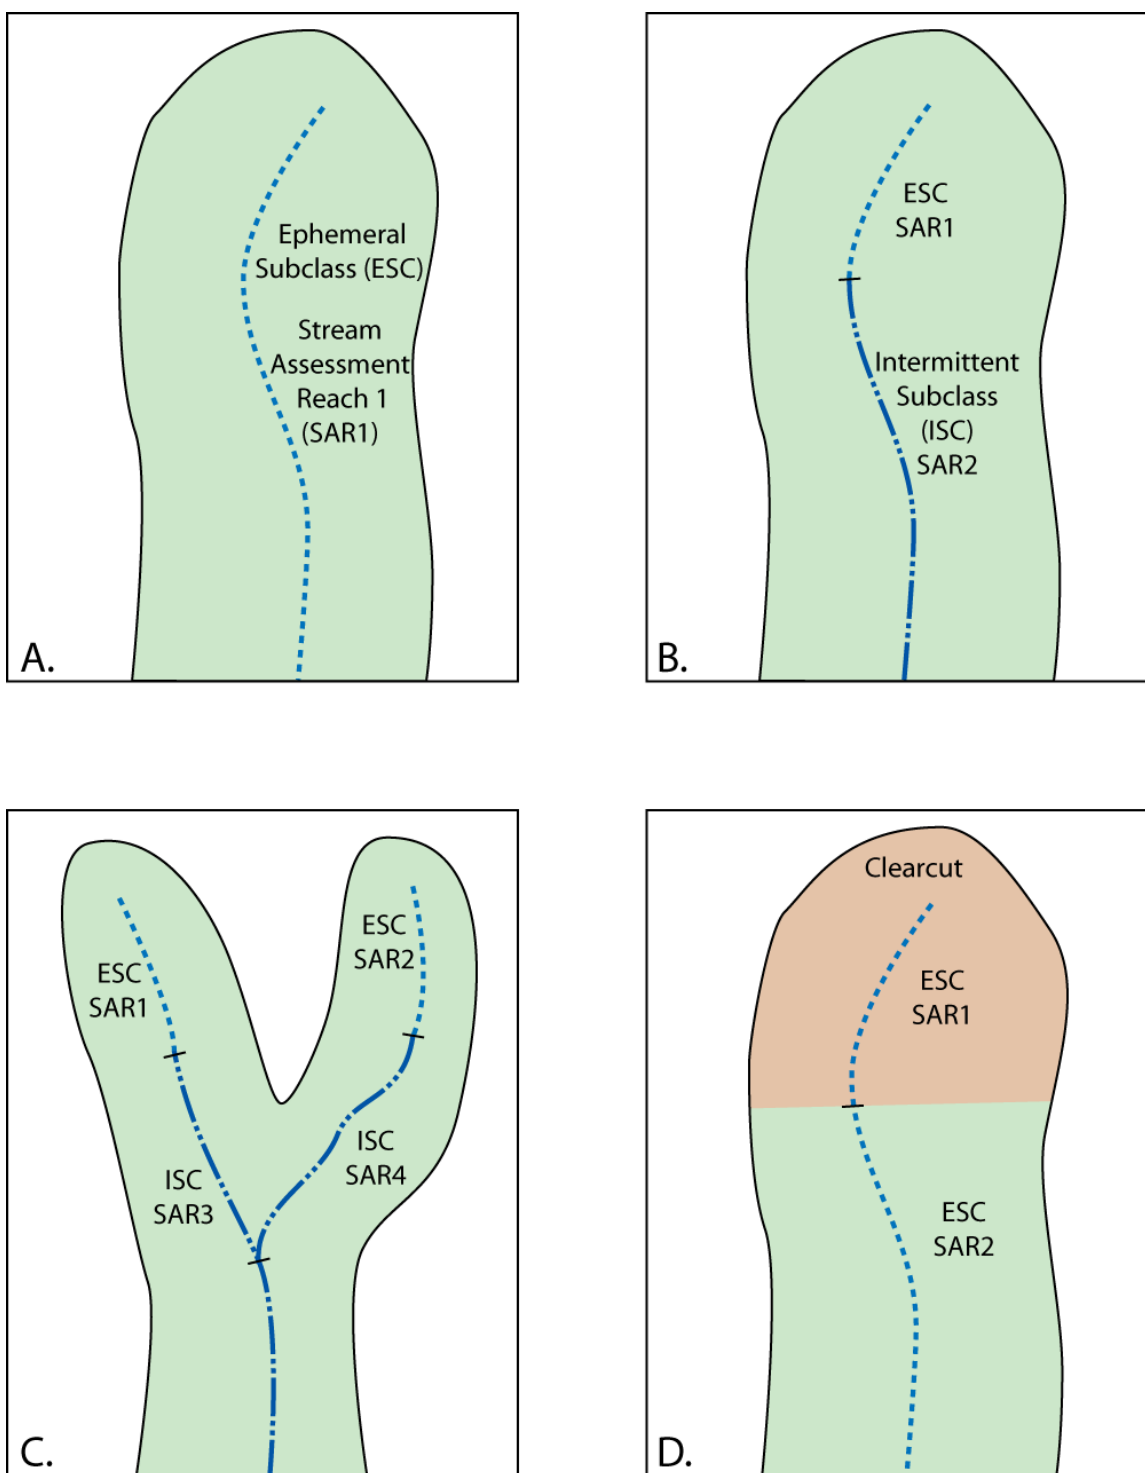 Ephemeral
Subclass (ESC)
Stream
Assessment
Reach 1
(SAR1)
A.
ESC
SAR1
Intermittent
Subclass
(ISC)
SAR2
B.
ESC
SAR1
ESC
SAR2
ISC
SAR3
ISC
SAR4
C.
Clearcut
ESC
SAR1
ESC
SAR2
D.